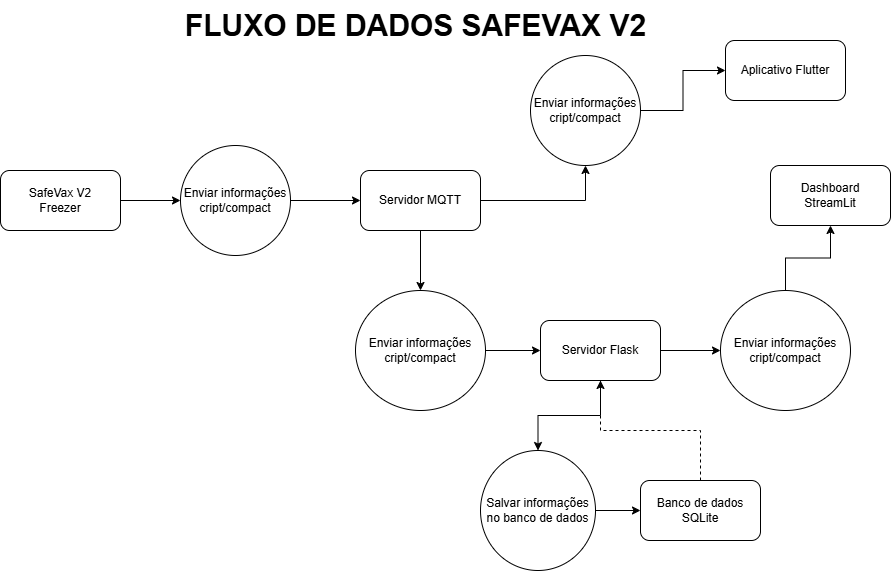 FLUXO DE DADOS SAFEVAX V2
Enviar informações
cript/compact
Aplicativo Flutter
SafeVax V2
Freezer
Enviar informações
cript/compact
Servidor MQTT
Dashboard
StreamLit
Enviar informações
cript/compact
Servidor Flask
Enviar informações
cript/compact
Salvar informações
no banco de dados
Banco de dados
SQLite